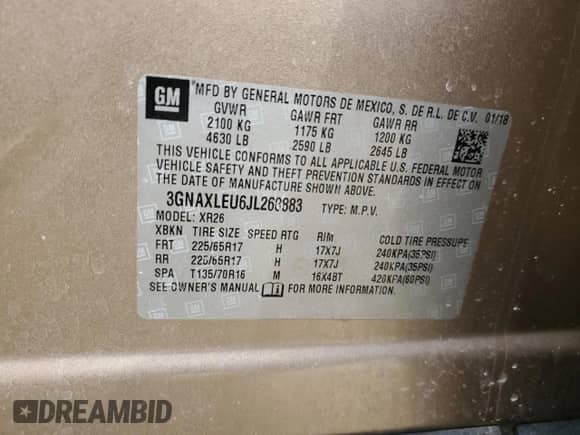 GM
MFD BY GENERAL MOTORS DE MEXICO, S. DE R.L. DE C.V. 01/18
GVWR GAWR FRT GAWR RR
2100 KG 1175 KG 1200 KG
4630 LB 2590 LB 2645 LB
THIS VEHICLE CONFORMS TO ALL APPLICABLE U.S. FEDERAL MOTOR
VEHICLE SAFETY AND THEFT PREVENTION STANDARDS IN EFFECT ON
THE DATE OF MANUFACTURE SHOWN ABOVE.
TYPE: M.P.V.
MODEL: XR26
XBKN TIRE SIZE SPEED RTG RIM COLD TIRE PRESSURE
FRT 225/65R17 H 17X7J 240KPA(35PSI)
RR 225/65R17 H 17X7J 240KPA(35PSI)
SPA T135/70R16 M 16X4BT 420KPA(60PSI)
SEE OWNER'S MANUAL FOR MORE INFORMATION.
DREAMBID